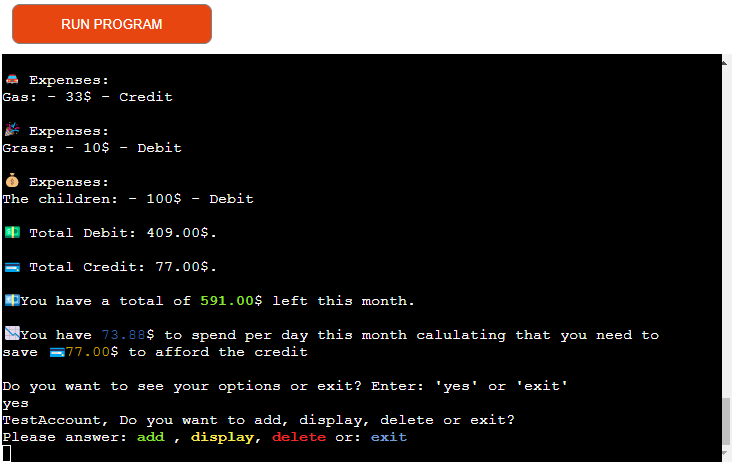 RUN PROGRAM
Expenses:
Gas: - 33$ - Credit
Expenses:
Grass: - 10$ - Debit
Expenses:
The children: - 100$ - Debit
Total Debit: 409.00$.
Total Credit: 77.00$.
You have a total of 591.00$ left this month.
You have 73.88$ to spend per day this month calulating that you need to
save 77.00$ to afford the credit
Do you want to see your options or exit? Enter: 'yes' or 'exit'
yes
TestAccount, Do you want to add, display, delete or exit?
Please answer: add , display, delete or: exit